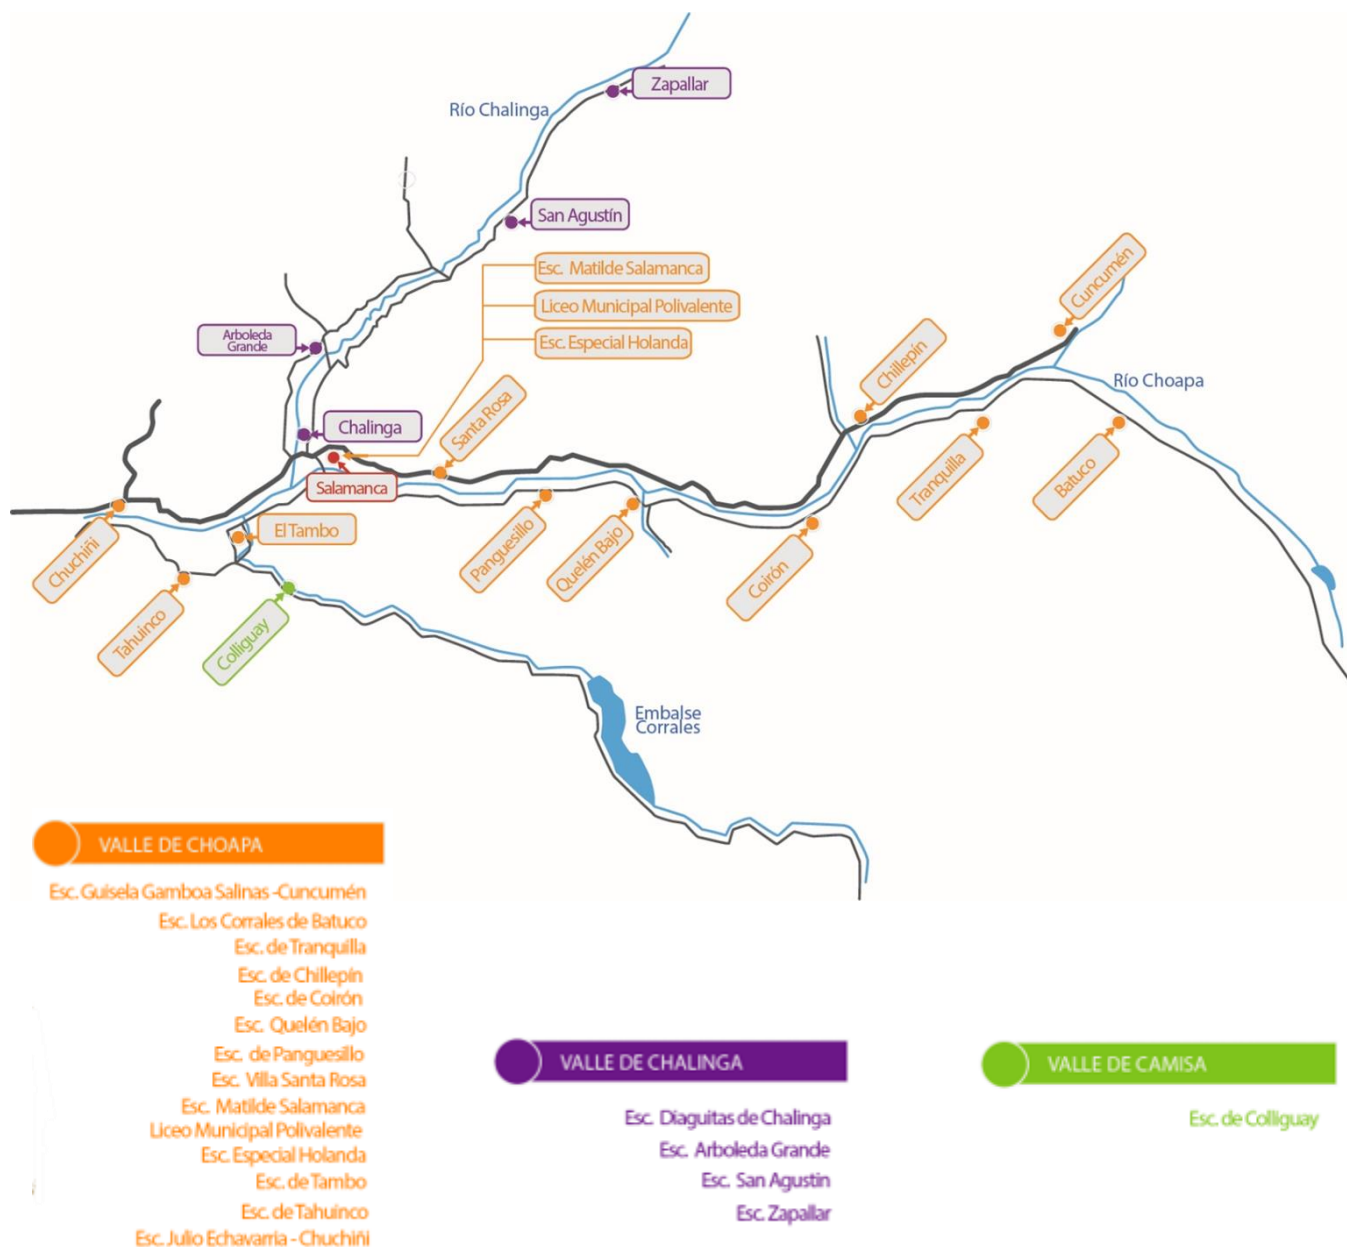 Zapallar
Río Chalinga
San Agustín
Esc. Matilde Salamanca
Liceo Municipal Polivalente
Esc. Especial Holanda
Cuncumén
Arboleda
Grande
Chillepín
Río Choapa
Chalinga
Santa Rosa
Salamanca
Tranquilla
Batuco
El Tambo
Chuchiñi
Panguesillo
Quelén Bajo
Coirón
Tahuinco
Colliguay
Embalse
Corrales
VALLE DE CHOAPA
Esc. Guisela Gamboa Salinas -Cuncumén
Esc. Los Corrales de Batuco
Esc. de Tranquilla
Esc. de Chillepín
Esc. de Coirón
Esc. Quelén Bajo
Esc. de Panguesillo
Esc. Villa Santa Rosa
Esc. Matilde Salamanca
Liceo Municipal Polivalente
Esc. Especial Holanda
Esc. de Tambo
Esc. de Tahuinco
Esc. Julio Echavarria - Chuchiñi
VALLE DE CHALINGA
Esc. Diaguitas de Chalinga
Esc. Arboleda Grande
Esc. San Agustin
Esc. Zapallar
VALLE DE CAMISA
Esc. de Colliguay